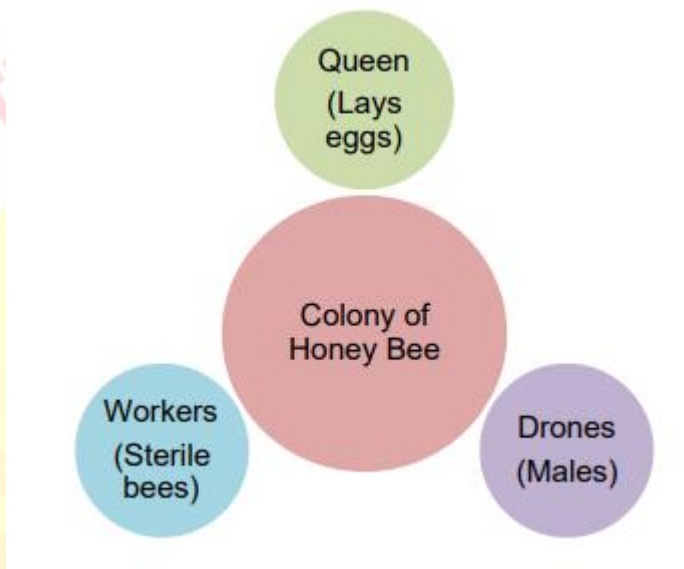 Queen
(Lays
eggs)
Colony of
Honey Bee
Workers
(Sterile
bees)
Drones
(Males)